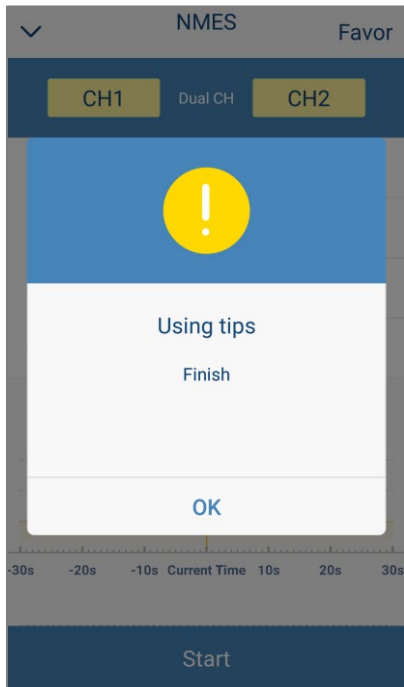 NMES
Favor
CH1 Dual CH CH2
Using tips
Finish
OK
-30s -20s -10s Current Time 10s 20s 30s
Start